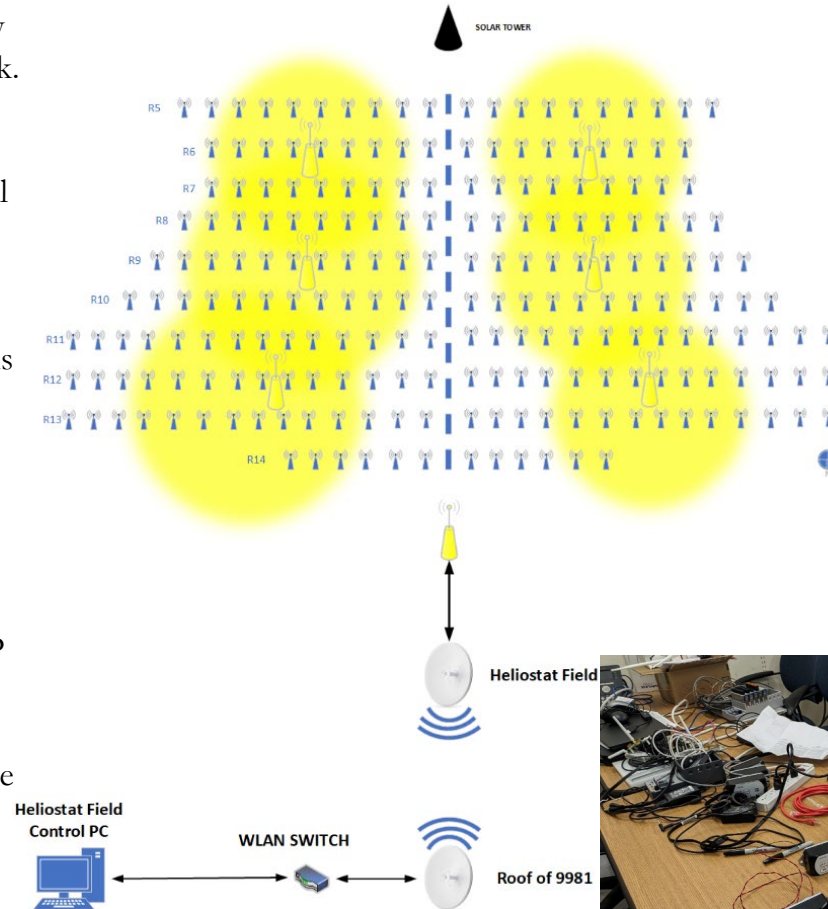 SOLAR TOWER
k.
R5
R6
R7
R8
R9
R10
R11
R12
R13
R14
Heliostat Field
Heliostat Field
Control PC
WLAN SWITCH
Roof of 9981